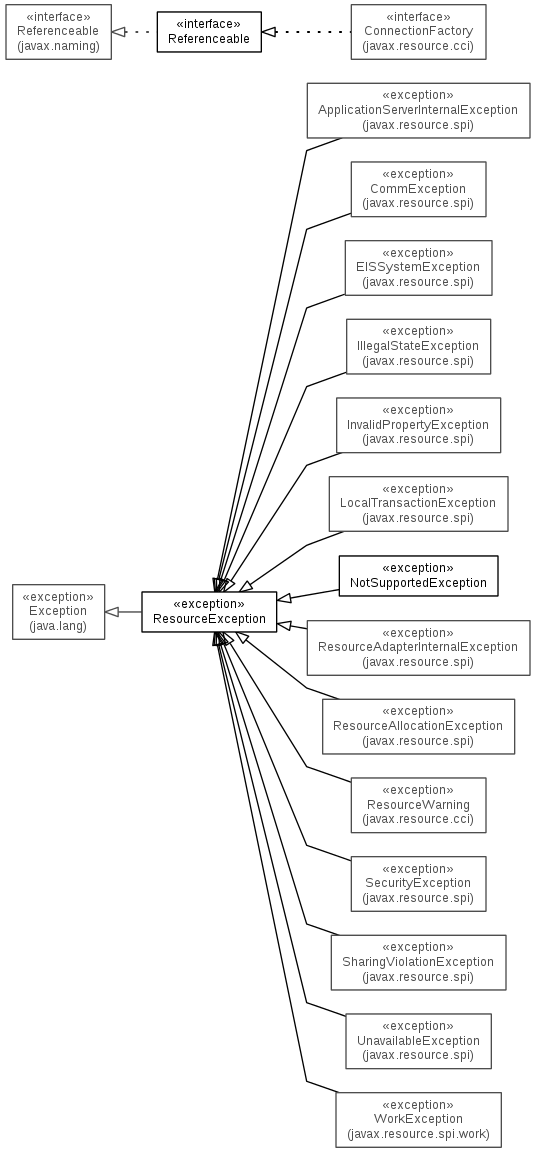 «interface»
Referenceable
(javax.naming)
«interface»
Referenceable
«interface»
ConnectionFactory
(javax.resource.cci)
«exception»
ApplicationServerInternalException
(javax.resource.spi)
«exception»
CommException
(javax.resource.spi)
«exception»
EISSystemException
(javax.resource.spi)
«exception»
IllegalStateException
(javax.resource.spi)
«exception»
InvalidPropertyException
(javax.resource.spi)
«exception»
LocalTransactionException
(javax.resource.spi)
«exception»
NotSupportedException
«exception»
Exception
(java.lang)
«exception»
ResourceException
«exception»
ResourceAdapterInternalException
(javax.resource.spi)
«exception»
ResourceAllocationException
(javax.resource.spi)
«exception»
ResourceWarning
(javax.resource.cci)
«exception»
SecurityException
(javax.resource.spi)
«exception»
SharingViolationException
(javax.resource.spi)
«exception»
UnavailableException
(javax.resource.spi)
«exception»
WorkException
(javax.resource.spi.work)